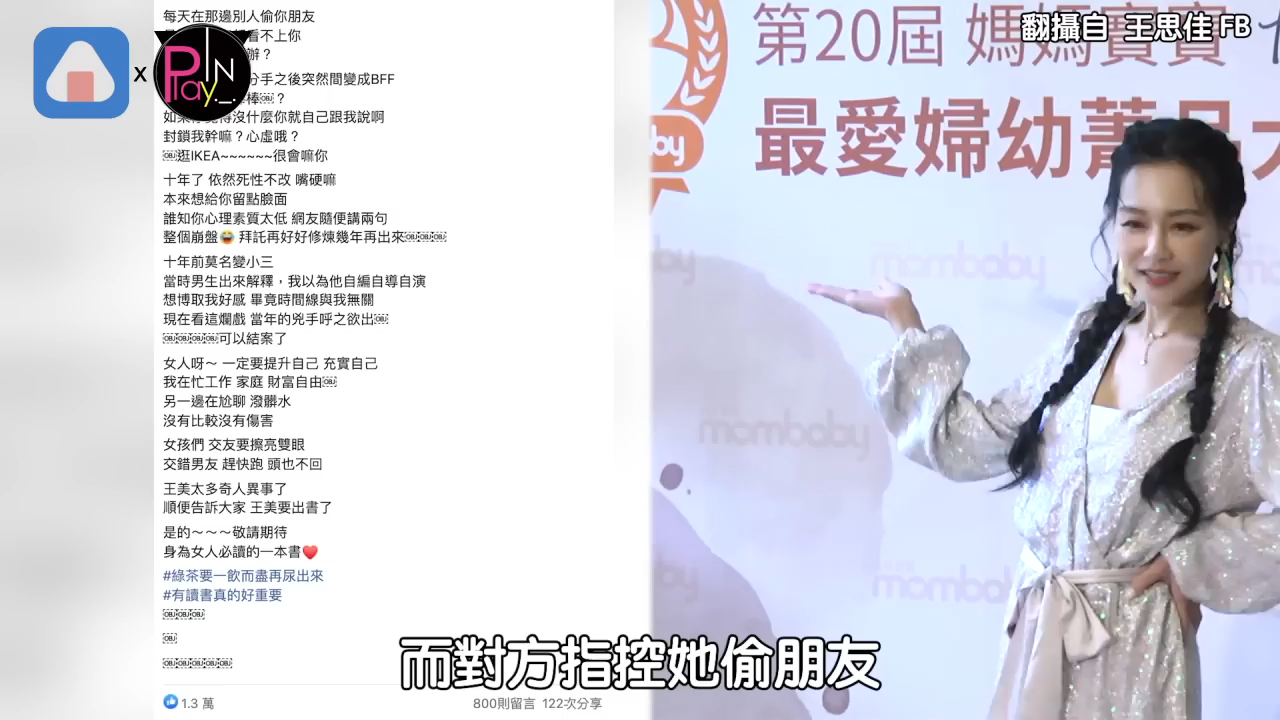 每天在那邊別人偷你朋友
看不上你
辦？
分手之後突然間變成BFF
棒？
沒什麼你就自己跟我說啊
封鎖我幹嘛？心虛哦？
逛IKEA~~~~~~很會嘛你
十年了 依然死性不改 嘴硬嘛
本來想給你留點臉面
誰知你心理素質太低 網友隨便講兩句
整個崩盤😂 拜託再好好修煉幾年再出來
十年前莫名變小三
當時男生出來解釋，我以為他自編自導自演
想博取我好感 畢竟時間線與我無關
現在看這爛戲 當年的兇手呼之欲出
可以結案了
女人呀～ 一定要提升自己 充實自己
我在忙工作 家庭 財富自由
另一邊在尬聊 潑髒水
沒有比較沒有傷害
女孩們 交友要擦亮雙眼
交錯男友 趕快跑 頭也不回
王美太多奇人異事了
順便告訴大家 王美要出書了
是的～～～敬請期待
身為女人必讀的一本書❤️
#綠茶要一飲而盡再尿出來
#有讀書真的好重要
1.3 萬
800則留言 122次分享
x
PlayIN
翻攝自 王思佳 FB
第20屆 媽媽寶寶
最愛婦幼菁品大
mombaby
mombaby
mombaby
而對方指控她偷朋友